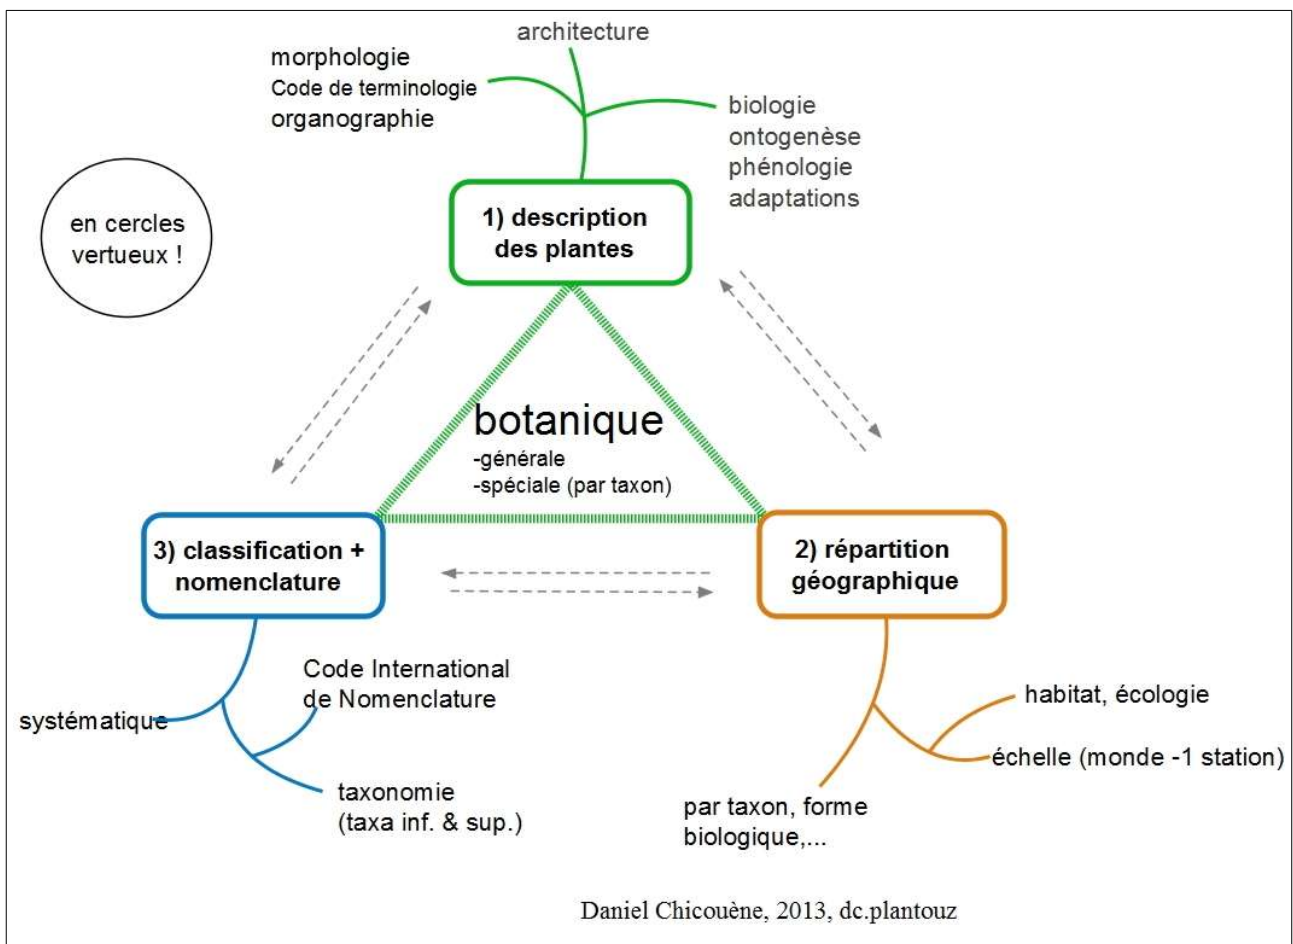 architecture
morphologie
Code de terminologie
organographie
biologie
ontogenèse
phénologie
adaptations
en cercles
vertueux !
1) description
des plantes
botanique
-générale
-spéciale (par taxon)
3) classification +
nomenclature
2) répartition
géographique
Code International
de Nomenclature
systématique
taxonomie
(taxa inf. & sup.)
habitat, écologie
échelle (monde -1 station)
par taxon, forme
biologique,...
Daniel Chicouène, 2013, dc.plantouz